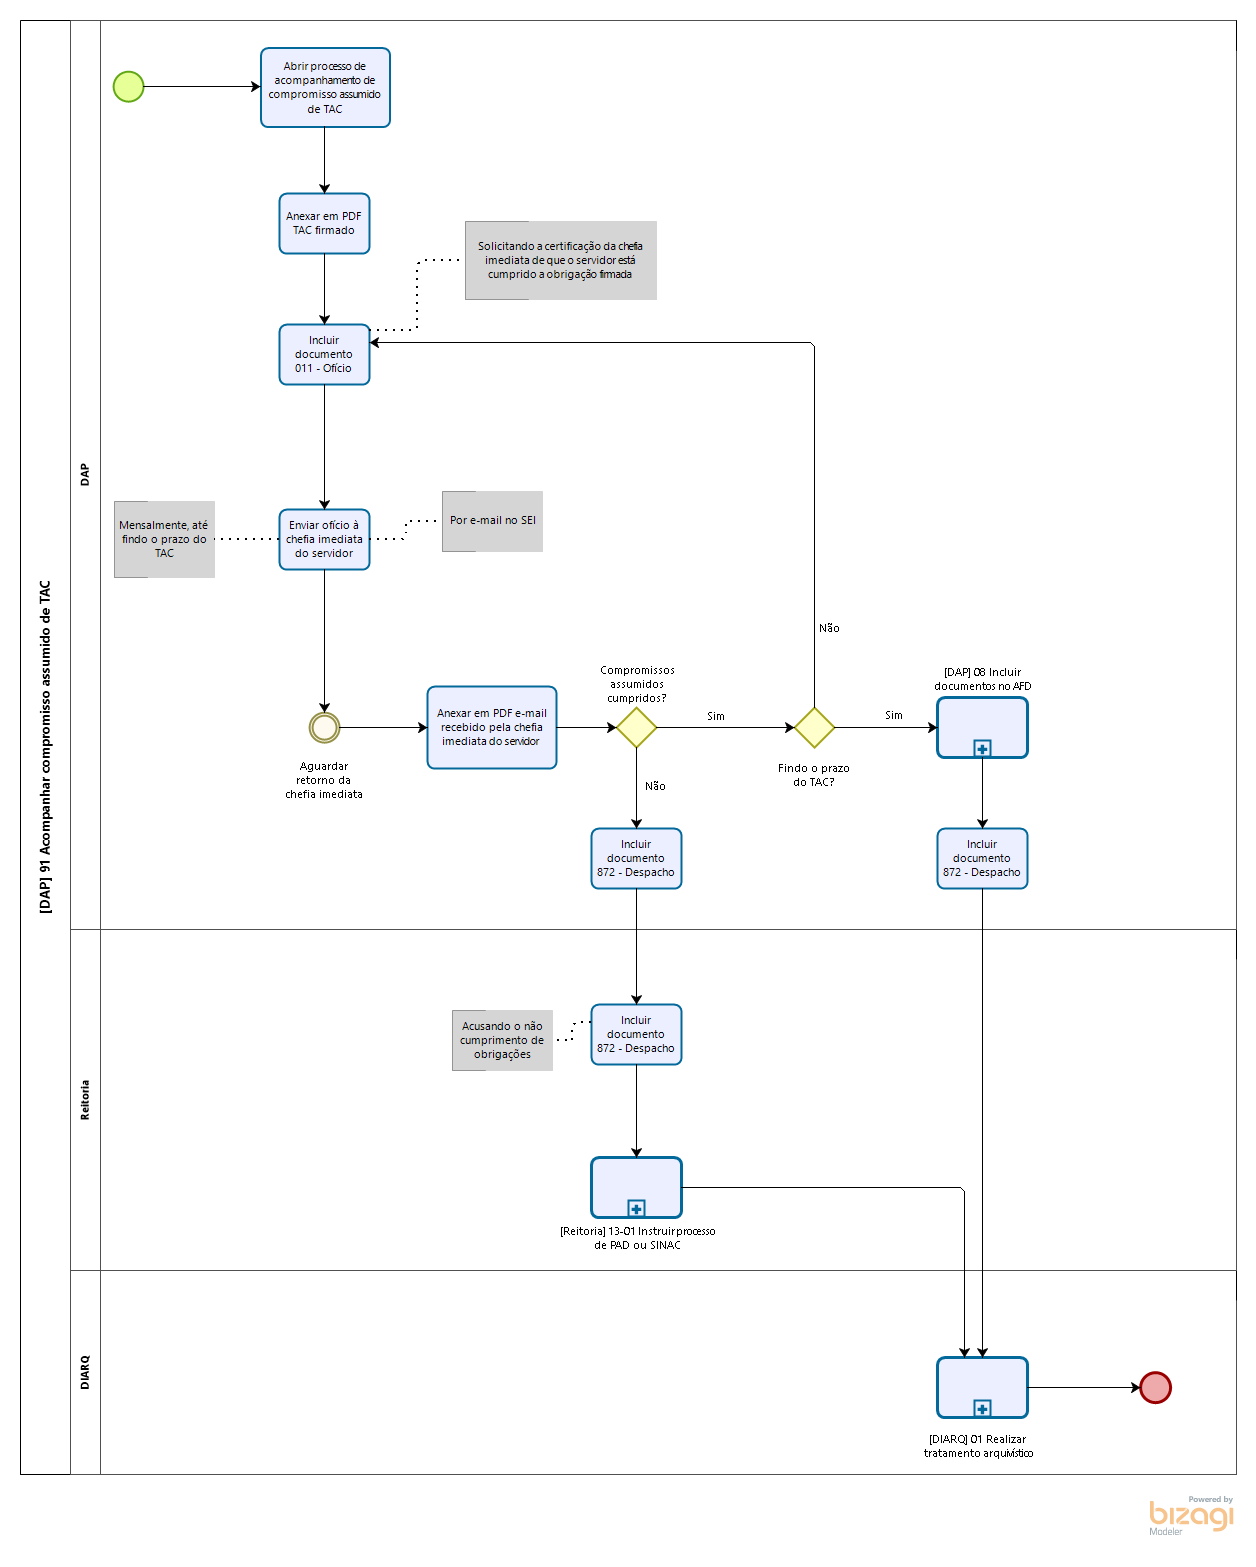 [DAP] 91 Acompanhar compromisso assumido de TAC
DAP
Abrir processo de
acompanhamento de
compromisso assumido
de TAC
Anexar em PDF
TAC firmado
Solicitando a certificação da chefia
imediata de que o servidor está
cumprido a obrigação firmada
Incluir
documento
011 - Ofício
Mensalmente, até
findo o prazo do
TAC
Enviar ofício à
chefia imediata
do servidor
Por e-mail no SEI
Aguardar
retorno da
chefia imediata
Anexar em PDF e-mail
recebido pela chefia
imediata do servidor
Compromissos
assumidos
cumpridos?
Sim
Não
Findo o prazo
do TAC?
Não
Sim
[DAP] 08 Incluir
documentos no AFD
Incluir
documento
872 - Despacho
Incluir
documento
872 - Despacho
Reitoria
Acusando o não
cumprimento de
obrigações
Incluir
documento
872 - Despacho
[Reitoria] 13-01 Instruir processo
de PAD ou SINAC
DIARQ
[DIARQ] 01 Realizar
tratamento arquivístico
Powered by
bizagi
Modeler